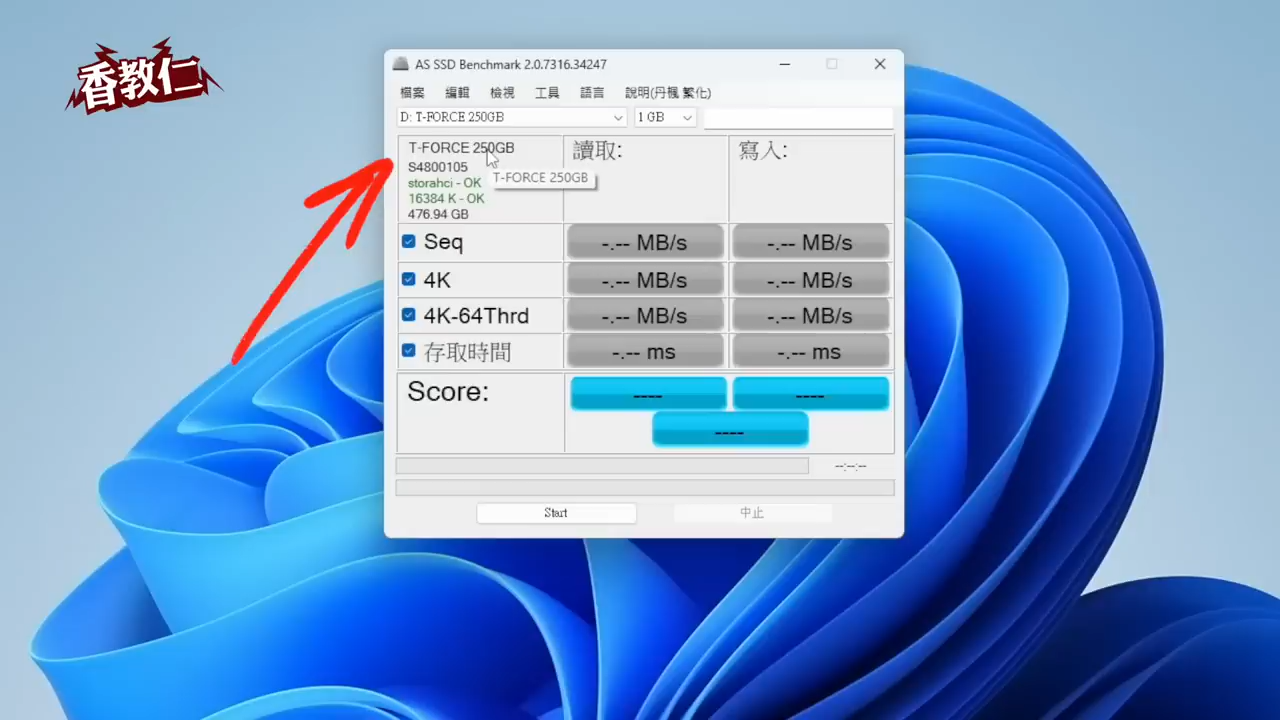 香教仁
AS SSD Benchmark 2.0.7316.34247
檔案 編輯 檢視 工具 語言 說明(丹楓 繁化)
D: T-FORCE 250GB 1 GB
T-FORCE 250GB
S4800105
storahci - OK
16384 K - OK
476.94 GB
T-FORCE 250GB
讀取: 寫入:
Seq -.-- MB/s -.-- MB/s
4K -.-- MB/s -.-- MB/s
4K-64Thrd -.-- MB/s -.-- MB/s
存取時間 -.-- ms -.-- ms
Score: ---- ----
----
--:--:--
Start 中止